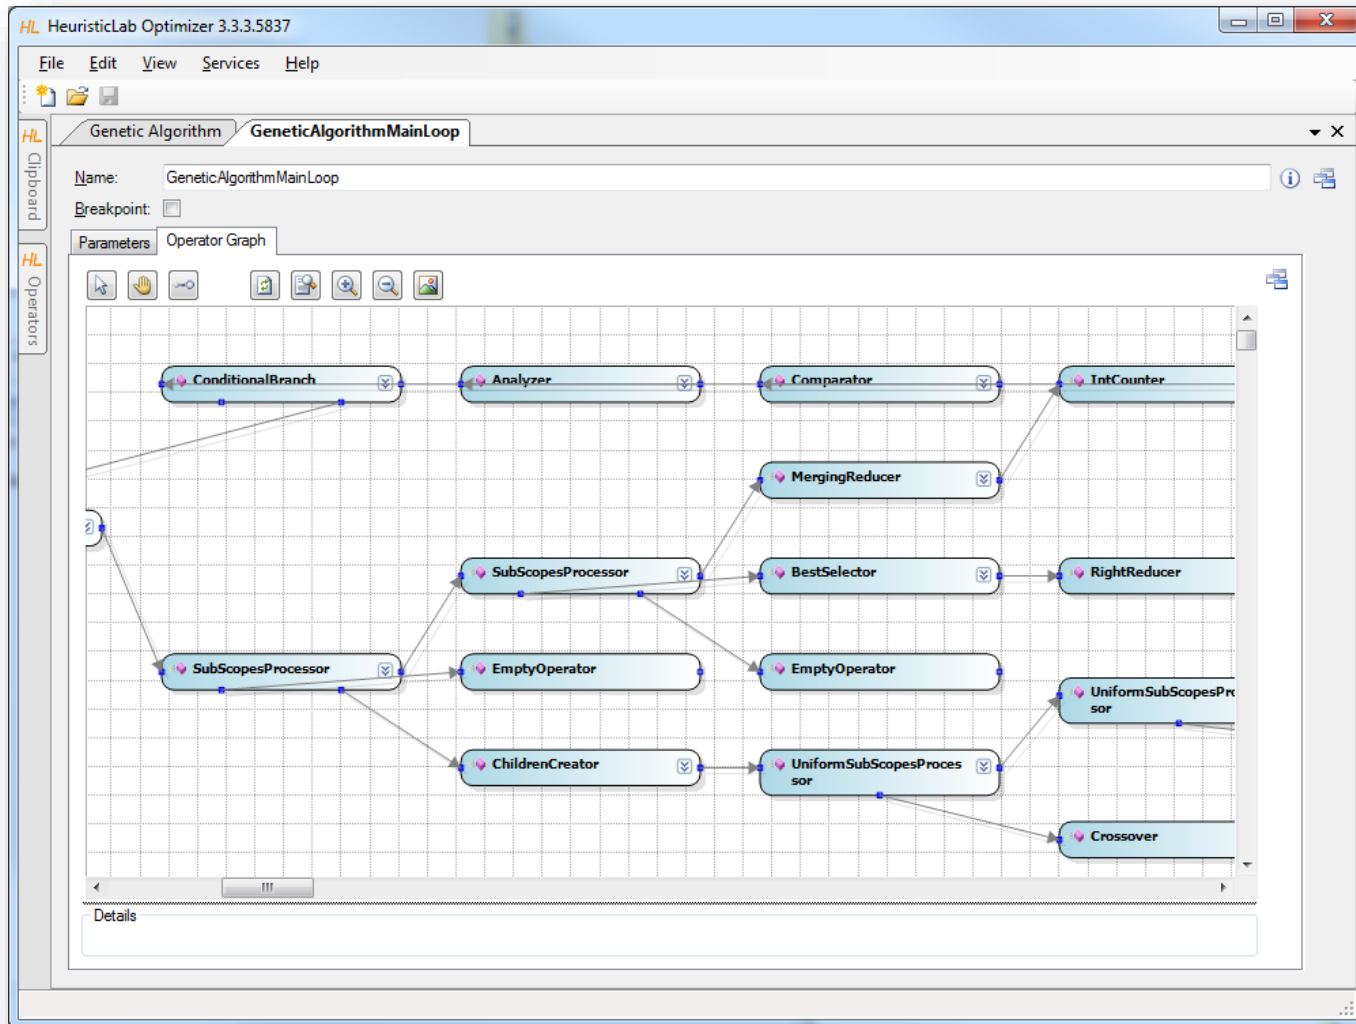 HL HeuristicLab Optimizer 3.3.3.5837
File Edit View Services Help
HL Clipboard
HL Operators
Genetic Algorithm GeneticAlgorithmMainLoop
Name: GeneticAlgorithmMainLoop
Breakpoint:
Parameters Operator Graph
ConditionalBranch Analyzer Comparator IntCounter
MergingReducer
SubScopesProcessor BestSelector RightReducer
SubScopesProcessor EmptyOperator EmptyOperator
UniformSubScopesPro
sor
ChildrenCreator UniformSubScopesProces
sor
Crossover
Details